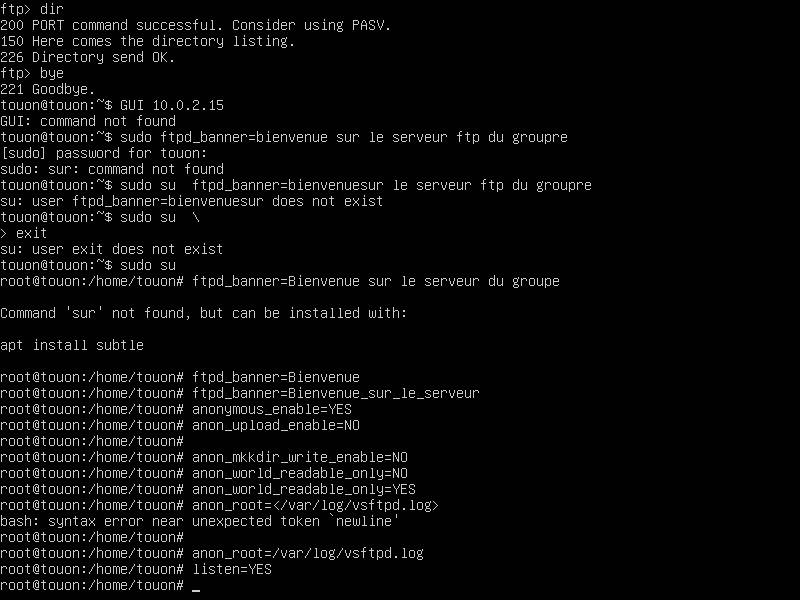 ftp> dir
200 PORT command successful. Consider using PASV.
150 Here comes the directory listing.
226 Directory send OK.
ftp> bye
221 Goodbye.
touon@touon:~$ GUI 10.0.2.15
GUI: command not found
touon@touon:~$ sudo ftpd_banner=bienvenue sur le serveur ftp du groupre
[sudo] password for touon:
sudo: sur: command not found
touon@touon:~$ sudo su  ftpd_banner=bienvenuesur le serveur ftp du groupre
su: user ftpd_banner=bienvenuesur does not exist
touon@touon:~$ sudo su  \
> exit
su: user exit does not exist
touon@touon:~$ sudo su
root@touon:/home/touon# ftpd_banner=Bienvenue sur le serveur du groupe

Command 'sur' not found, but can be installed with:

apt install subtle

root@touon:/home/touon# ftpd_banner=Bienvenue
root@touon:/home/touon# ftpd_banner=Bienvenue_sur_le_serveur
root@touon:/home/touon# anonymous_enable=YES
root@touon:/home/touon# anon_upload_enable=NO
root@touon:/home/touon#
root@touon:/home/touon# anon_mkkdir_write_enable=NO
root@touon:/home/touon# anon_world_readable_only=NO
root@touon:/home/touon# anon_world_readable_only=YES
root@touon:/home/touon# anon_root=</var/log/vsftpd.log>
bash: syntax error near unexpected token `newline'
root@touon:/home/touon#
root@touon:/home/touon# anon_root=/var/log/vsftpd.log
root@touon:/home/touon# listen=YES
root@touon:/home/touon# _